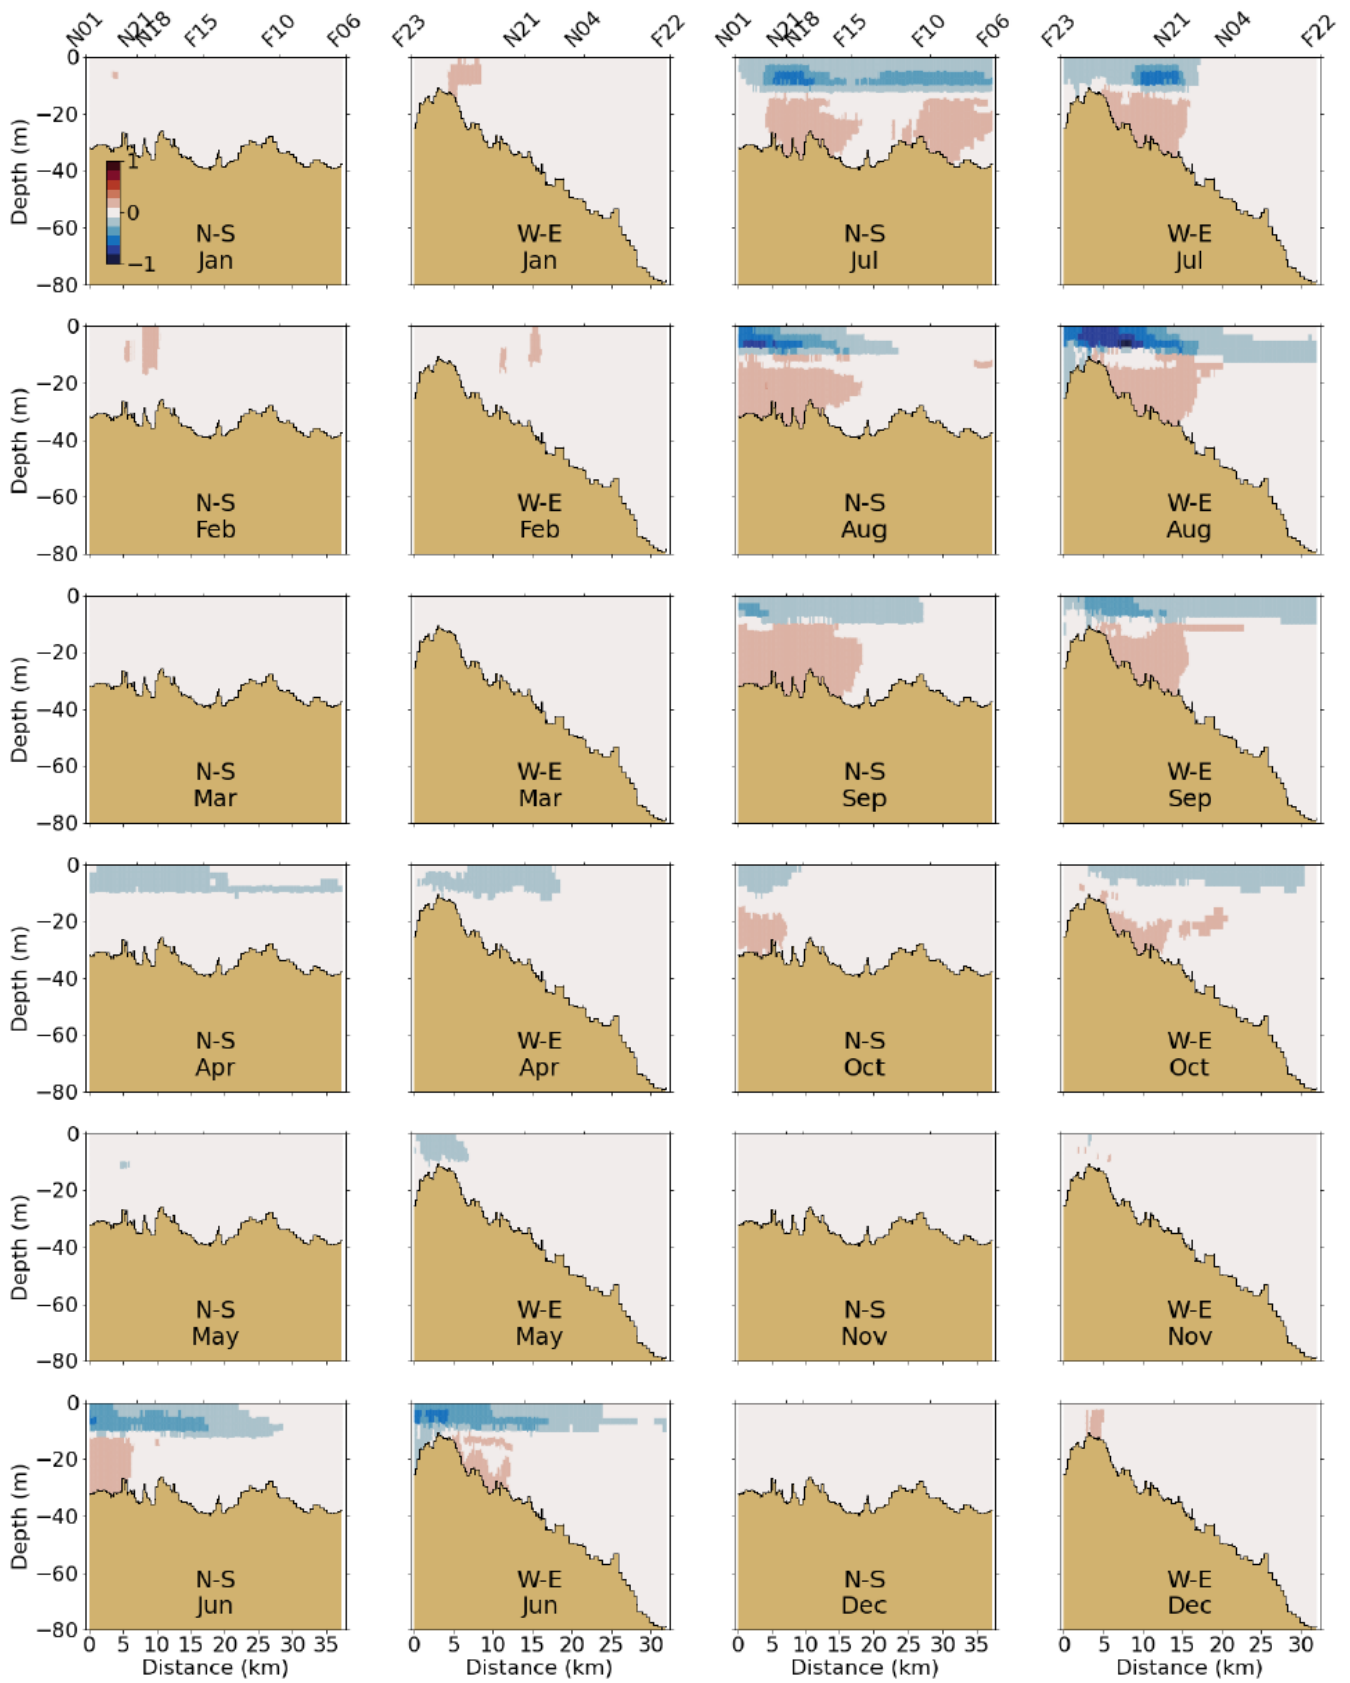 N01 N21 N18 F15 F10 F06 F23 N21 N04 F22 N01 N21 N18 F15 F10 F06 F23 N21 N04 F22
0
−20
−40
−60
−80
Depth (m)
1
0
−1
N-S
Jan
W-E
Jan
N-S
Jul
W-E
Jul
0
−20
−40
−60
−80
Depth (m)
N-S
Feb
W-E
Feb
N-S
Aug
W-E
Aug
0
−20
−40
−60
−80
Depth (m)
N-S
Mar
W-E
Mar
N-S
Sep
W-E
Sep
0
−20
−40
−60
−80
Depth (m)
N-S
Apr
W-E
Apr
N-S
Oct
W-E
Oct
0
−20
−40
−60
−80
Depth (m)
N-S
May
W-E
May
N-S
Nov
W-E
Nov
0
−20
−40
−60
−80
Depth (m)
N-S
Jun
W-E
Jun
N-S
Dec
W-E
Dec
0 5 10 15 20 25 30 35 0 5 10 15 20 25 30 0 5 10 15 20 25 30 35 0 5 10 15 20 25 30
Distance (km) Distance (km) Distance (km) Distance (km)